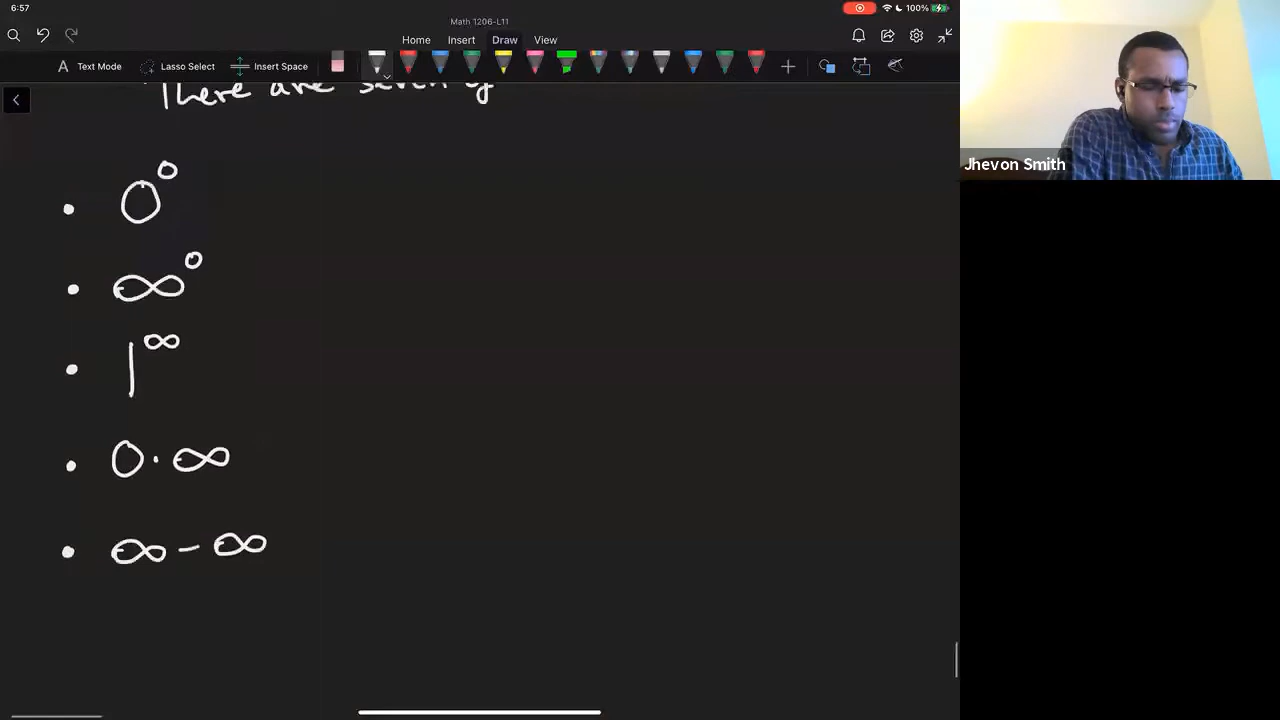 6:57
100%
Math 1206-L11
Home Insert Draw View
Text Mode Lasso Select Insert Space
There are seven of
• 0⁰
• ∞⁰
• 1^∞
• 0·∞
• ∞-∞
Jhevon Smith